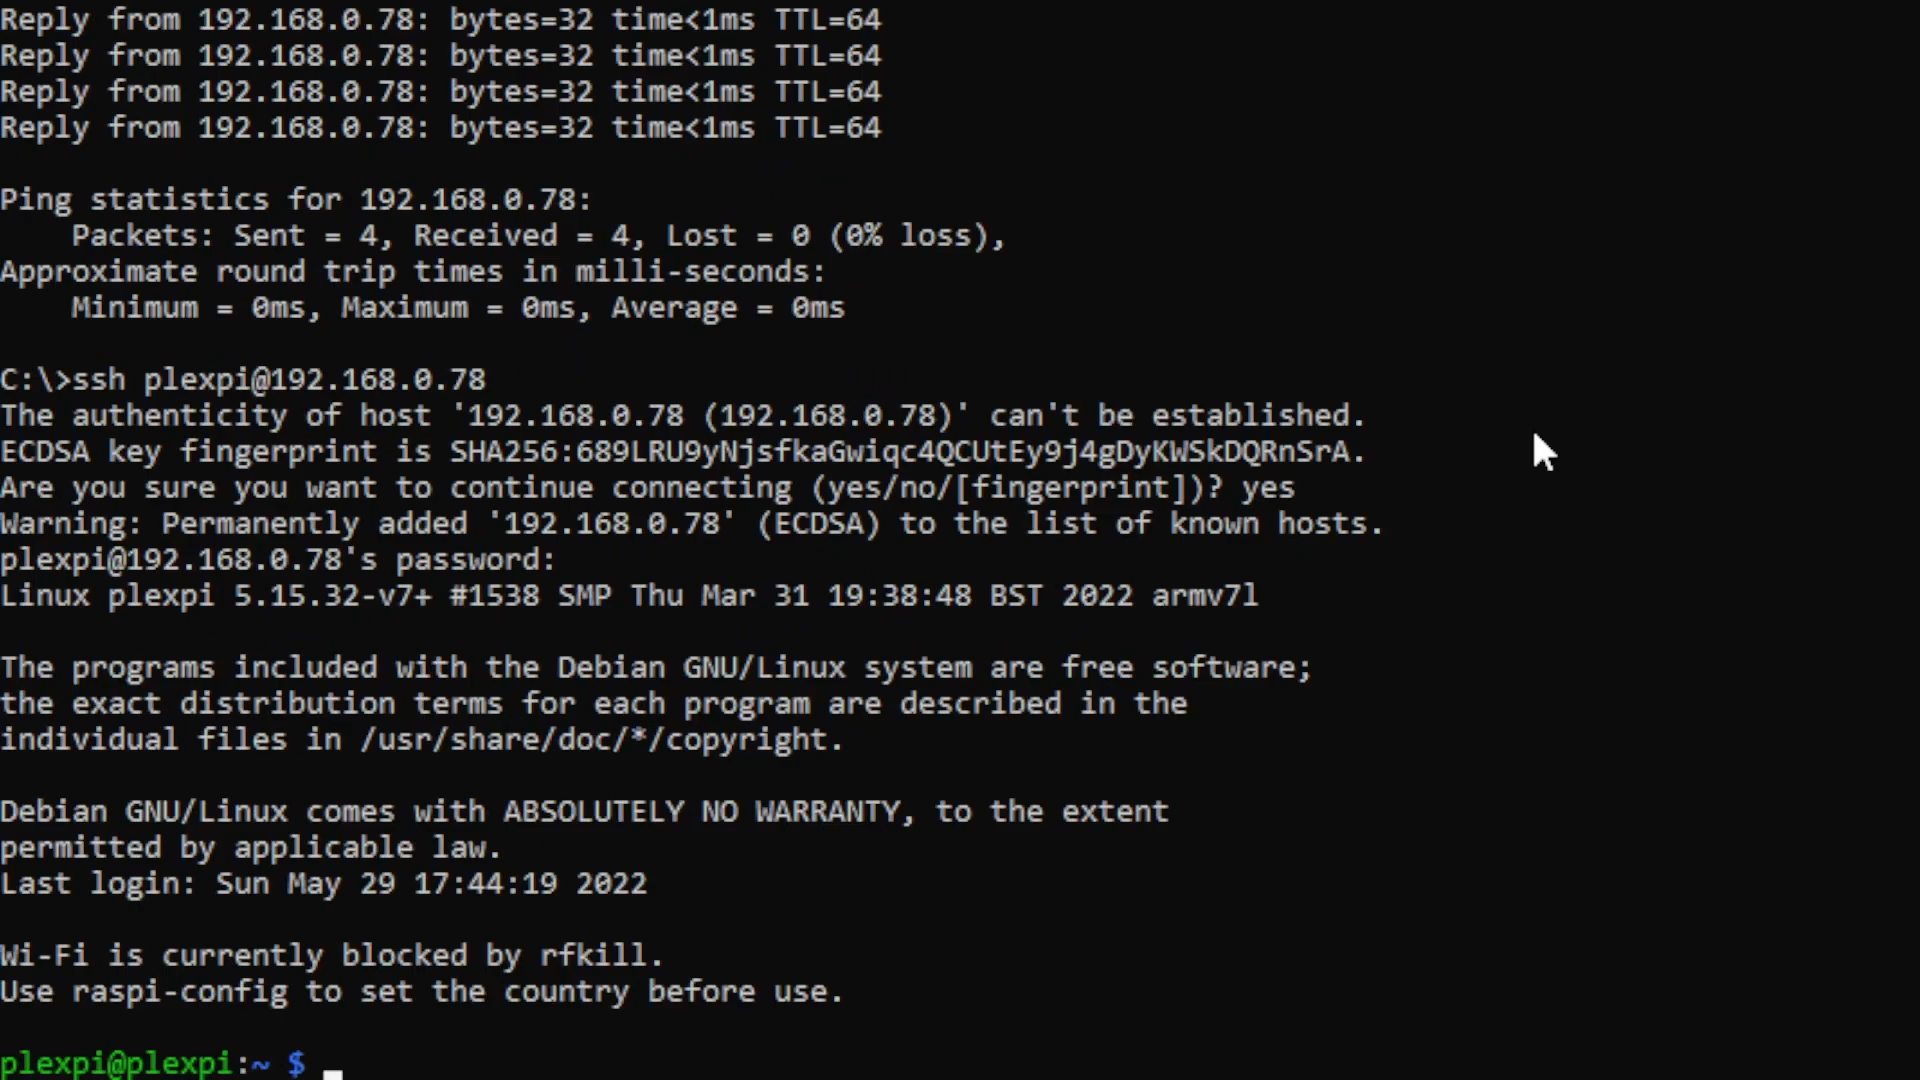 Reply from 192.168.0.78: bytes=32 time<1ms TTL=64
Reply from 192.168.0.78: bytes=32 time<1ms TTL=64
Reply from 192.168.0.78: bytes=32 time<1ms TTL=64
Reply from 192.168.0.78: bytes=32 time<1ms TTL=64

Ping statistics for 192.168.0.78:
    Packets: Sent = 4, Received = 4, Lost = 0 (0% loss),
Approximate round trip times in milli-seconds:
    Minimum = 0ms, Maximum = 0ms, Average = 0ms

C:\>ssh plexpi@192.168.0.78
The authenticity of host '192.168.0.78 (192.168.0.78)' can't be established.
ECDSA key fingerprint is SHA256:689LRU9yNjsfkaGwiqc4QCUtEy9j4gDyKWSkDQRnSrA.
Are you sure you want to continue connecting (yes/no/[fingerprint])? yes
Warning: Permanently added '192.168.0.78' (ECDSA) to the list of known hosts.
plexpi@192.168.0.78's password:
Linux plexpi 5.15.32-v7+ #1538 SMP Thu Mar 31 19:38:48 BST 2022 armv7l

The programs included with the Debian GNU/Linux system are free software;
the exact distribution terms for each program are described in the
individual files in /usr/share/doc/*/copyright.

Debian GNU/Linux comes with ABSOLUTELY NO WARRANTY, to the extent
permitted by applicable law.
Last login: Sun May 29 17:44:19 2022

Wi-Fi is currently blocked by rfkill.
Use raspi-config to set the country before use.

plexpi@plexpi:~ $